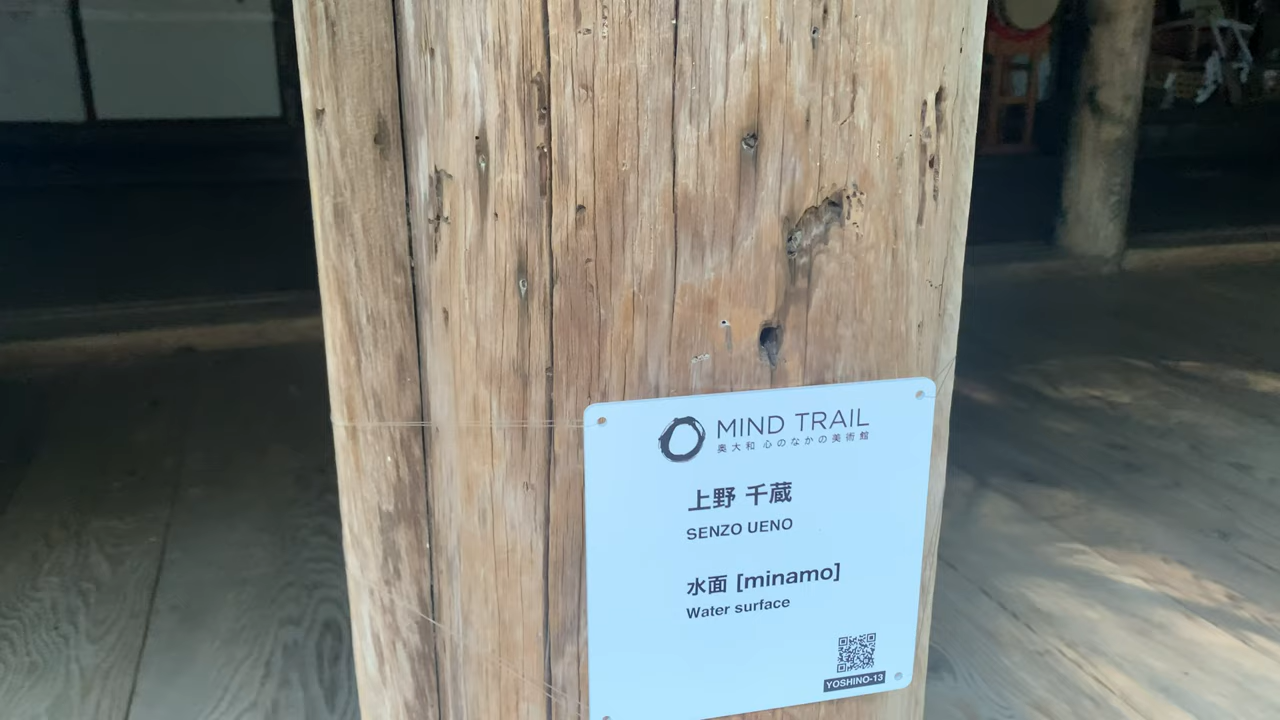 MIND TRAIL
奥大和 心のなかの美術館
上野 千蔵
SENZO UENO
水面 [minamo]
Water surface
YOSHINO-13